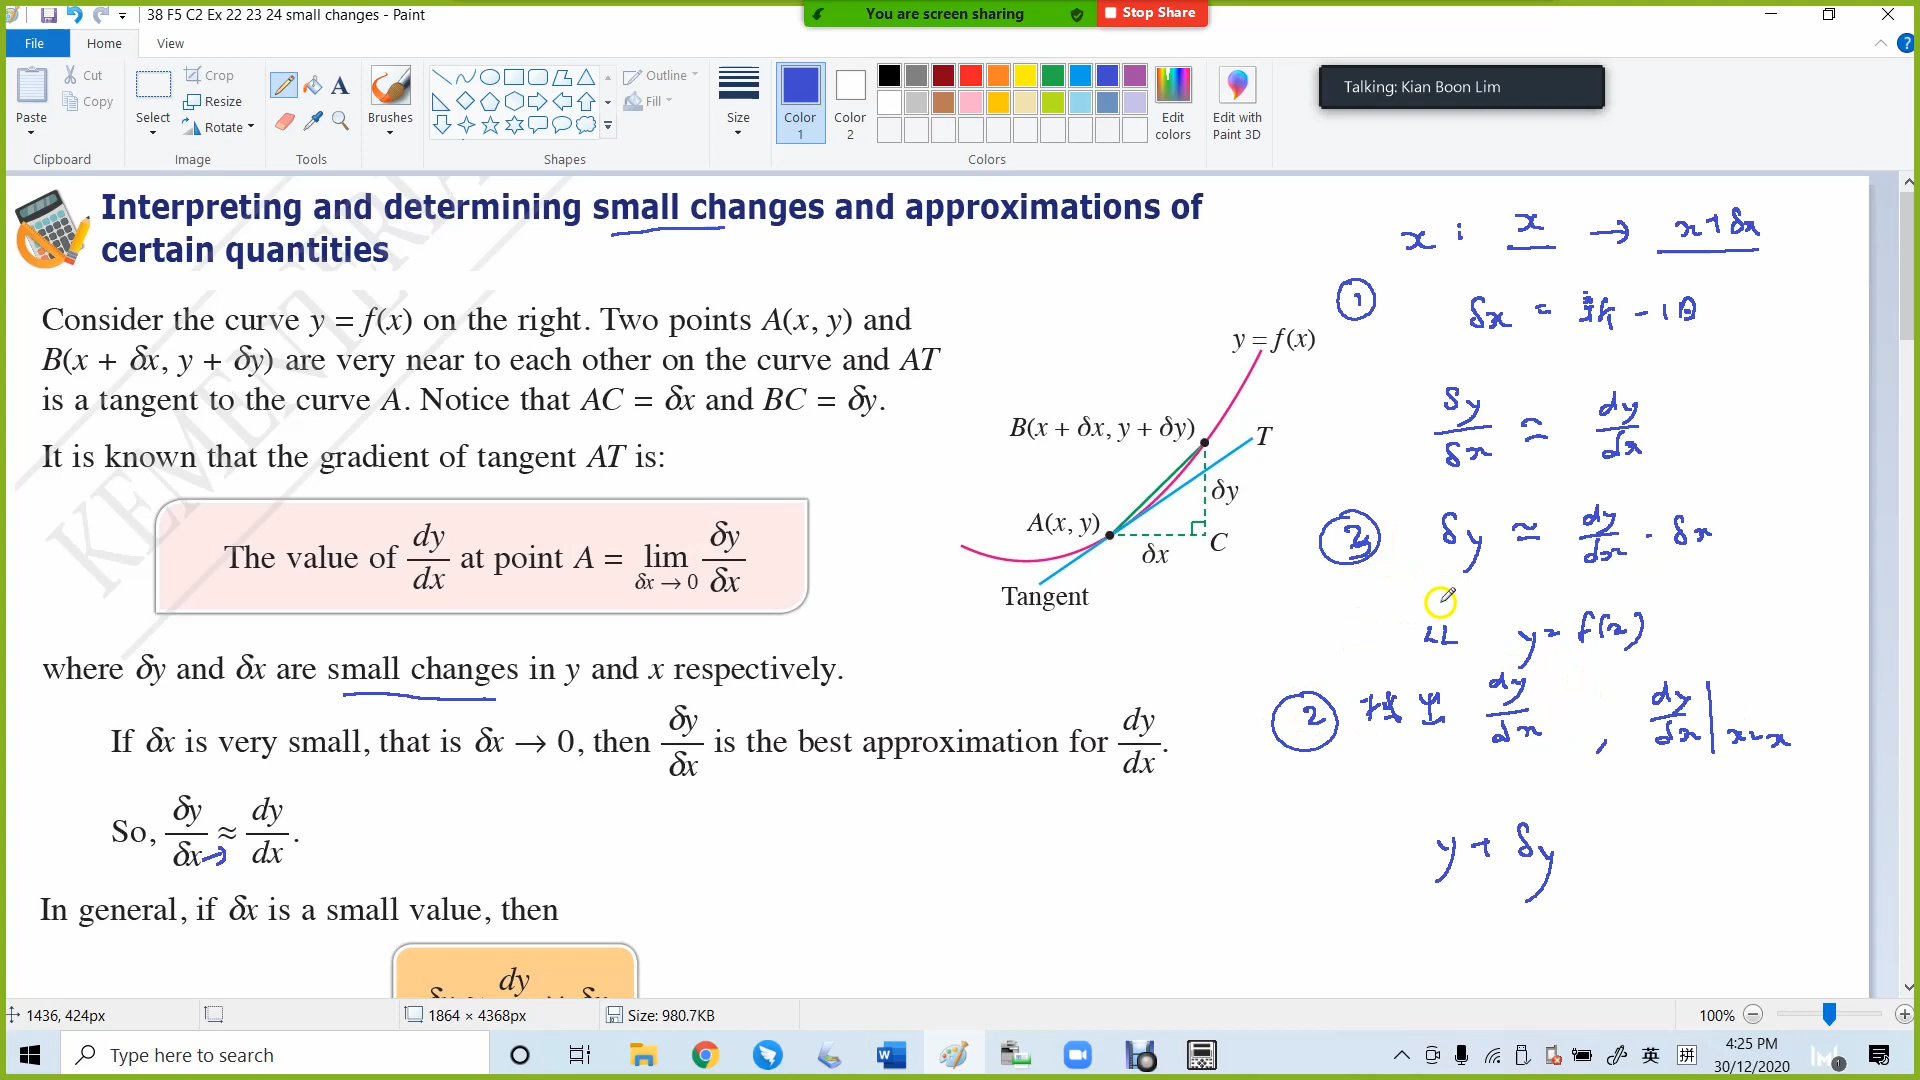 38 F5 C2 Ex 22 23 24 small changes - Paint
You are screen sharing
Stop Share
File
Home
View
Paste
Cut
Copy
Clipboard
Select
Crop
Resize
Rotate
Image
Tools
Brushes
Shapes
Outline
Fill
Size
Color 1
Color 2
Edit colors
Edit with Paint 3D
Colors
Talking: Kian Boon Lim
KEMENTERIA
Interpreting and determining small changes and approximations of
certain quantities
Consider the curve y = f(x) on the right. Two points A(x, y) and
B(x + δx, y + δy) are very near to each other on the curve and AT
is a tangent to the curve A. Notice that AC = δx and BC = δy.
It is known that the gradient of tangent AT is:
The value of dy/dx at point A = lim δx → 0 δy/δx
where δy and δx are small changes in y and x respectively.
If δx is very small, that is δx → 0, then δy/δx is the best approximation for dy/dx.
So, δy/δx ≈ dy/dx.
In general, if δx is a small value, then
dy
y = f(x)
B(x + δx, y + δy)
T
δy
A(x, y)
δx
C
Tangent
x : x → x + δx
1
δx =
δy/δx ≈ dy/dx
δy ≈ dy/dx · δx
y = f(x)
2 dy/dx , dy/dx | x=x
y + δy
1436, 424px
1864 × 4368px
Size: 980.7KB
100%
Type here to search
英
拼
4:25 PM
30/12/2020
1